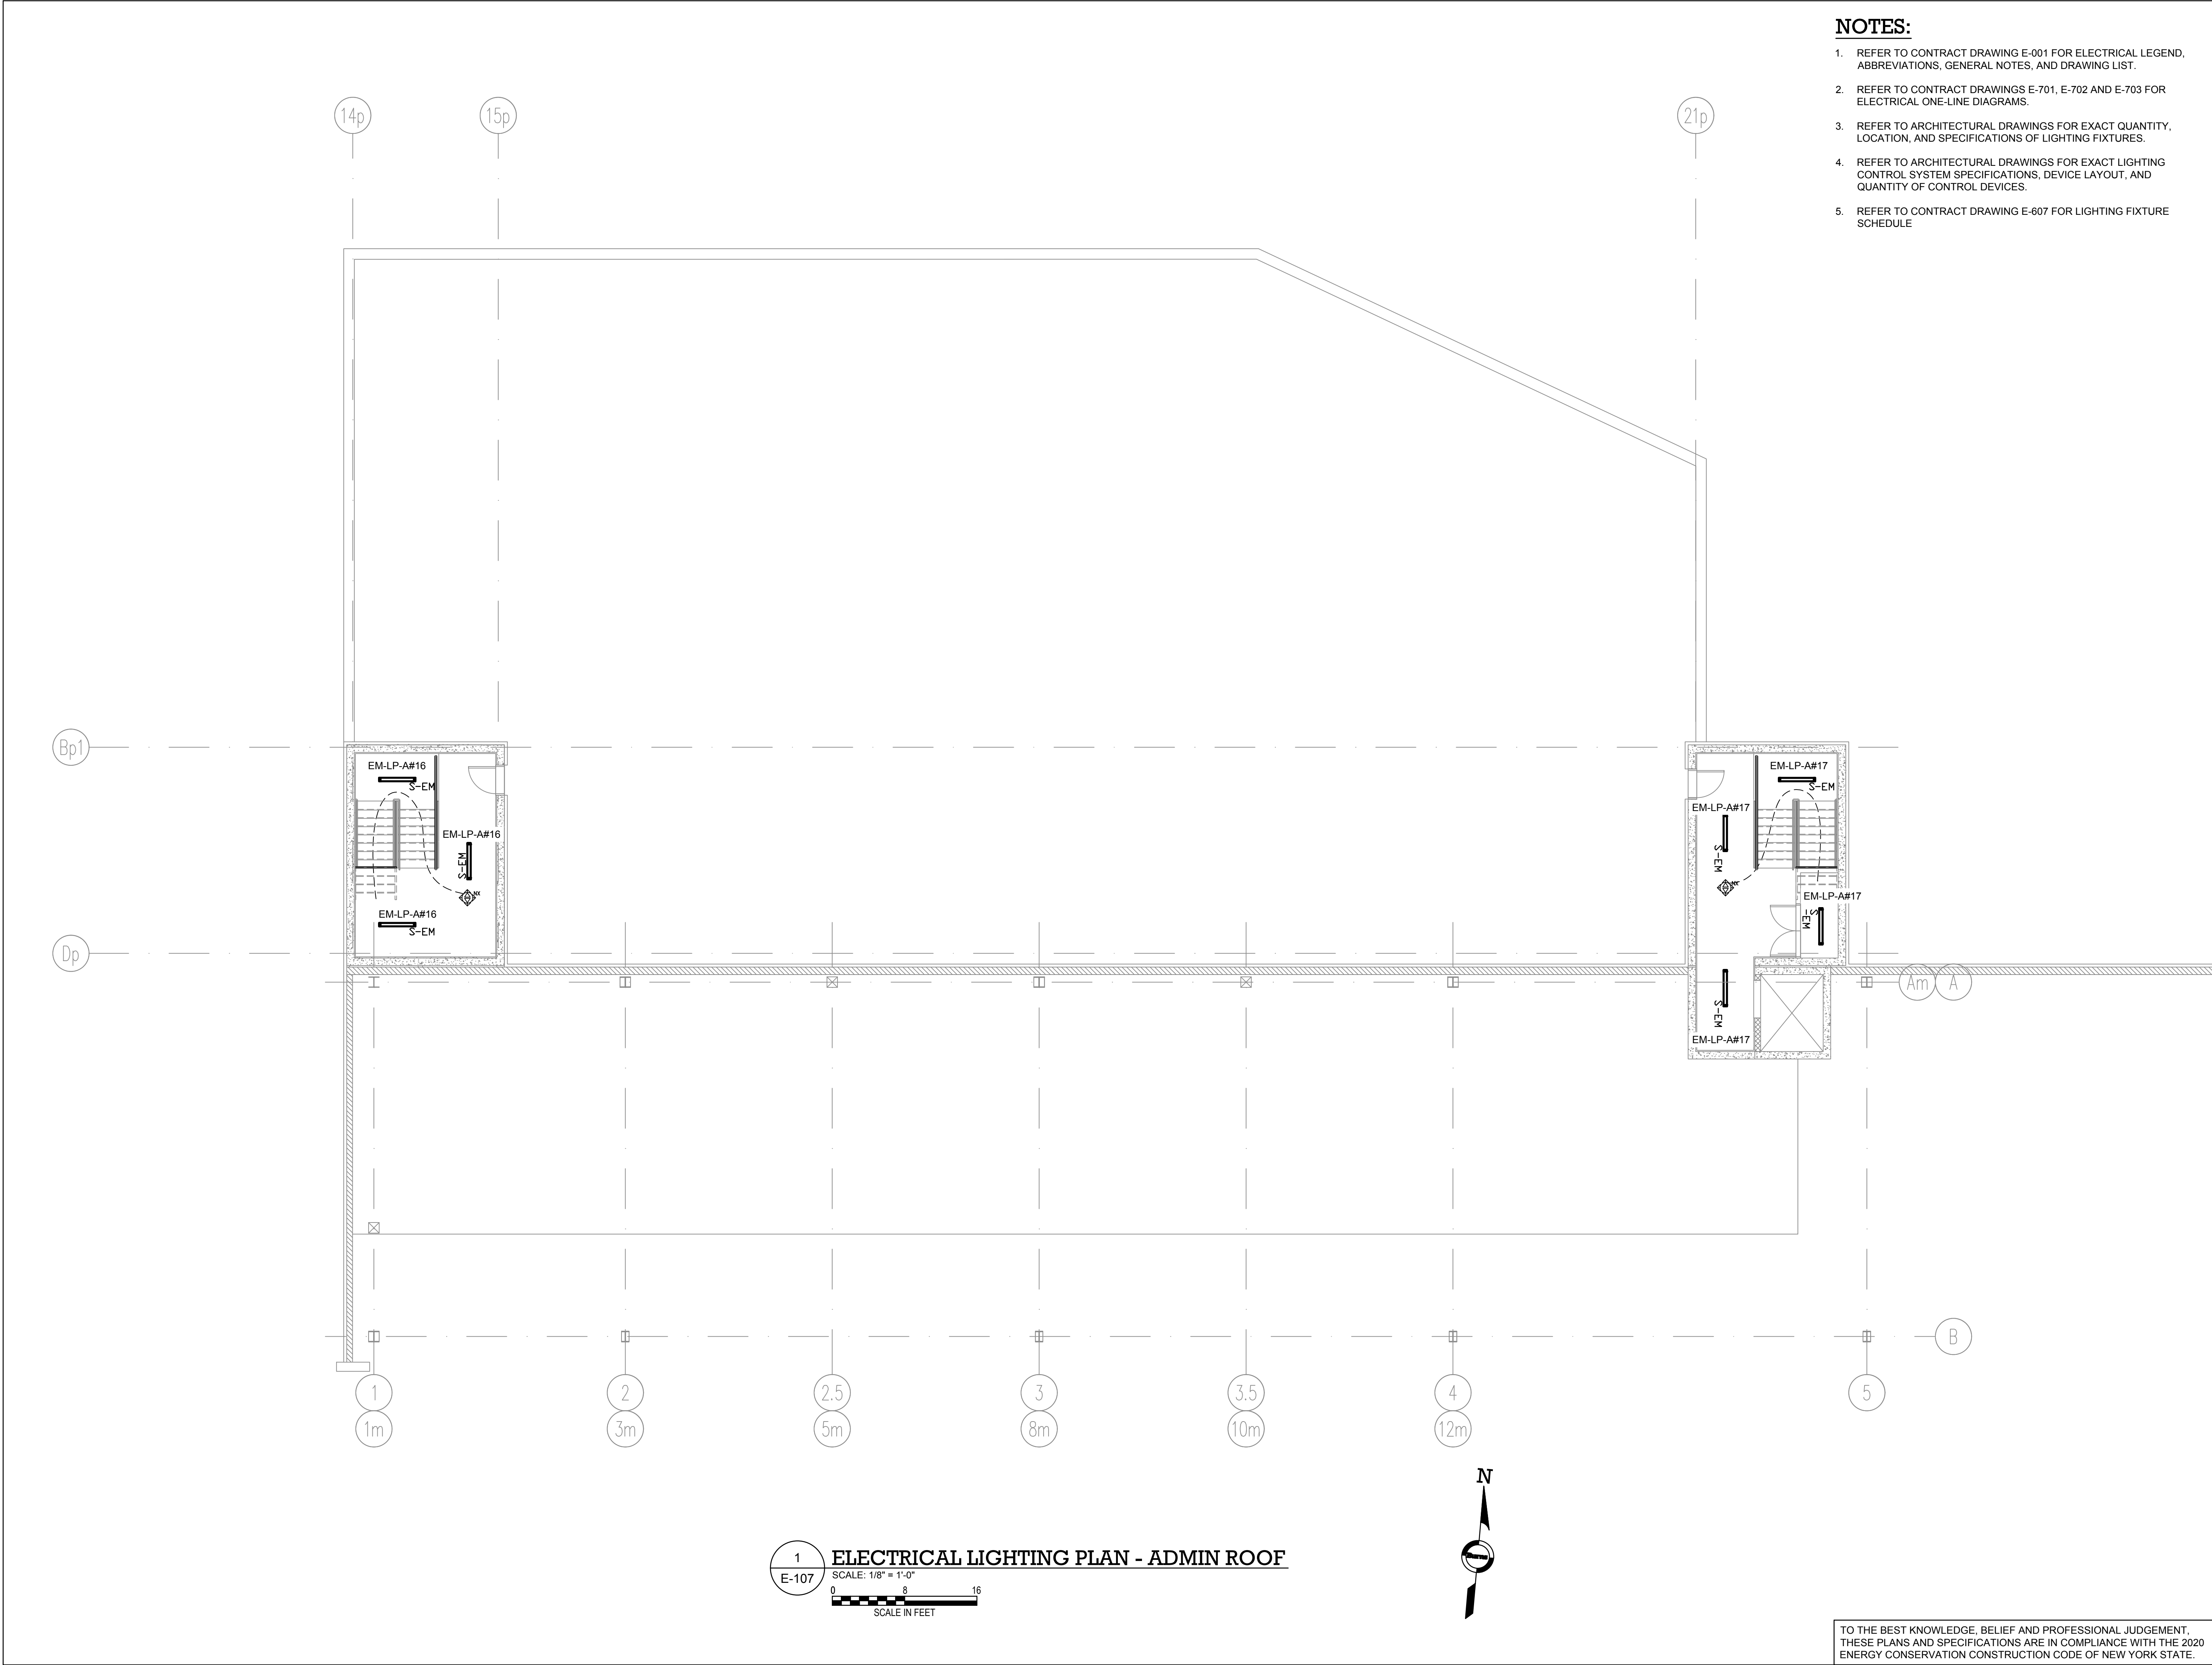 NOTES:
1. REFER TO CONTRACT DRAWING E-001 FOR ELECTRICAL LEGEND,
ABBREVIATIONS, GENERAL NOTES, AND DRAWING LIST.
2. REFER TO CONTRACT DRAWINGS E-701, E-702 AND E-703 FOR
ELECTRICAL ONE-LINE DIAGRAMS.
3. REFER TO ARCHITECTURAL DRAWINGS FOR EXACT QUANTITY,
LOCATION, AND SPECIFICATIONS OF LIGHTING FIXTURES.
4. REFER TO ARCHITECTURAL DRAWINGS FOR EXACT LIGHTING
CONTROL SYSTEM SPECIFICATIONS, DEVICE LAYOUT, AND
QUANTITY OF CONTROL DEVICES.
5. REFER TO CONTRACT DRAWING E-607 FOR LIGHTING FIXTURE
SCHEDULE
14p
15p
21p
Bp1
EM-LP-A#16
S-EM
EM-LP-A#16
S-EM
NX
EM-LP-A#16
S-EM
EM-LP-A#17
S-EM
EM-LP-A#17
S-EM
NX
EM-LP-A#17
S-EM
S-EM
EM-LP-A#17
Dp
Am
A
B
1
2
2.5
3
3.5
4
5
1m
3m
5m
8m
10m
12m
N
1
E-107
ELECTRICAL LIGHTING PLAN - ADMIN ROOF
SCALE: 1/8" = 1'-0"
0 8 16
SCALE IN FEET
TO THE BEST KNOWLEDGE, BELIEF AND PROFESSIONAL JUDGEMENT,
THESE PLANS AND SPECIFICATIONS ARE IN COMPLIANCE WITH THE 2020
ENERGY CONSERVATION CONSTRUCTION CODE OF NEW YORK STATE.